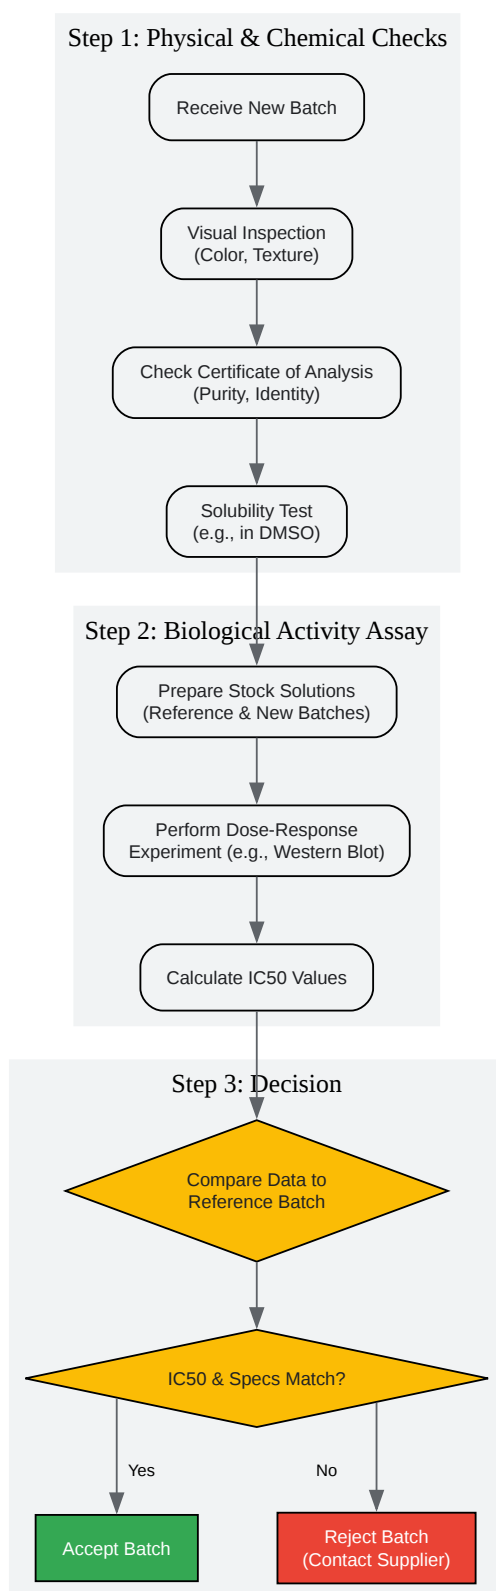 Step 1: Physical & Chemical Checks
Receive New Batch
Visual Inspection
(Color, Texture)
Check Certificate of Analysis
(Purity, Identity)
Solubility Test
(e.g., in DMSO)
Step 2: Biological Activity Assay
Prepare Stock Solutions
(Reference & New Batches)
Perform Dose-Response
Experiment (e.g., Western Blot)
Calculate IC50 Values
Step 3: Decision
Compare Data to
Reference Batch
IC50 & Specs Match?
Yes
No
Accept Batch
Reject Batch
(Contact Supplier)